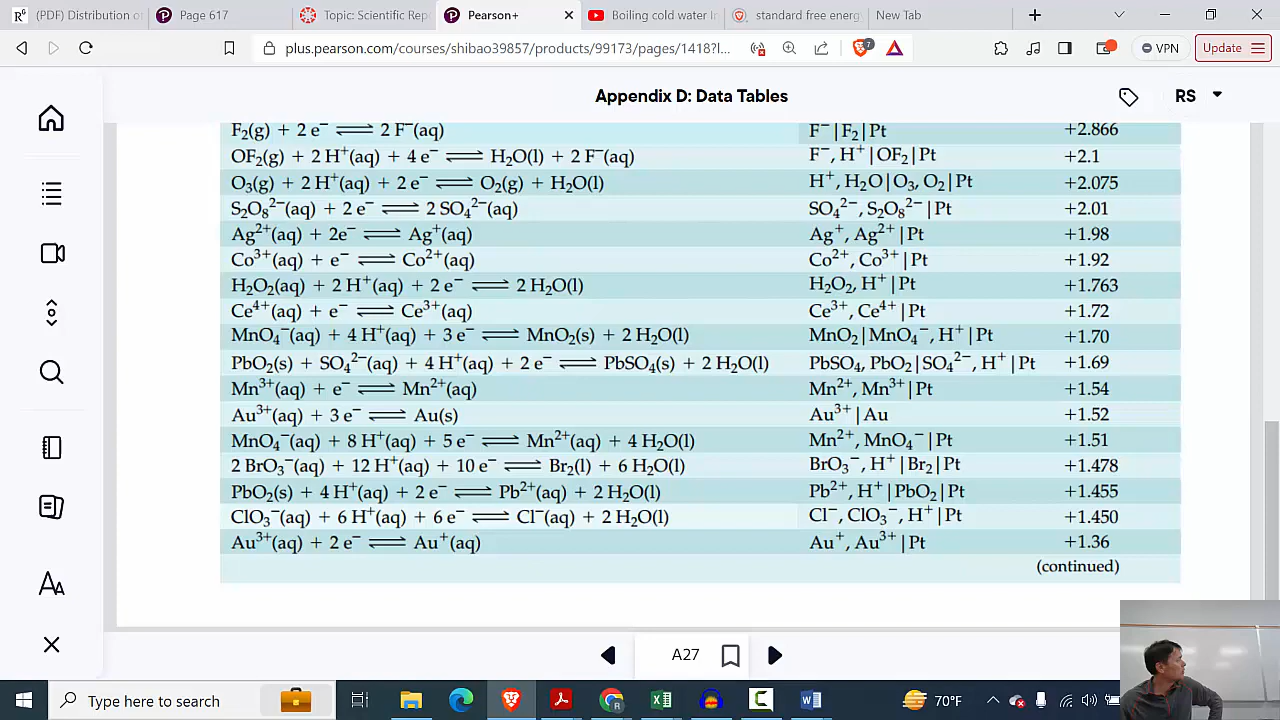 (PDF) Distribution o
Page 617
Topic: Scientific Rep
Pearson+
Boiling cold water In
standard free energ
New Tab
plus.pearson.com/courses/shibao39857/products/99173/pages/1418?l...
7
VPN
Update
Appendix D: Data Tables
RS
F₂(g) + 2 e⁻ ⇌ 2 F⁻(aq) F⁻|F₂|Pt +2.866
OF₂(g) + 2 H⁺(aq) + 4 e⁻ ⇌ H₂O(l) + 2 F⁻(aq) F⁻, H⁺|OF₂|Pt +2.1
O₃(g) + 2 H⁺(aq) + 2 e⁻ ⇌ O₂(g) + H₂O(l) H⁺, H₂O|O₃, O₂|Pt +2.075
S₂O₈²⁻(aq) + 2 e⁻ ⇌ 2 SO₄²⁻(aq) SO₄²⁻, S₂O₈²⁻|Pt +2.01
Ag²⁺(aq) + 2e⁻ ⇌ Ag⁺(aq) Ag⁺, Ag²⁺|Pt +1.98
Co³⁺(aq) + e⁻ ⇌ Co²⁺(aq) Co²⁺, Co³⁺|Pt +1.92
H₂O₂(aq) + 2 H⁺(aq) + 2 e⁻ ⇌ 2 H₂O(l) H₂O₂, H⁺|Pt +1.763
Ce⁴⁺(aq) + e⁻ ⇌ Ce³⁺(aq) Ce³⁺, Ce⁴⁺|Pt +1.72
MnO₄⁻(aq) + 4 H⁺(aq) + 3 e⁻ ⇌ MnO₂(s) + 2 H₂O(l) MnO₂|MnO₄⁻, H⁺|Pt +1.70
PbO₂(s) + SO₄²⁻(aq) + 4 H⁺(aq) + 2 e⁻ ⇌ PbSO₄(s) + 2 H₂O(l) PbSO₄, PbO₂|SO₄²⁻, H⁺|Pt +1.69
Mn³⁺(aq) + e⁻ ⇌ Mn²⁺(aq) Mn²⁺, Mn³⁺|Pt +1.54
Au³⁺(aq) + 3 e⁻ ⇌ Au(s) Au³⁺|Au +1.52
MnO₄⁻(aq) + 8 H⁺(aq) + 5 e⁻ ⇌ Mn²⁺(aq) + 4 H₂O(l) Mn²⁺, MnO₄⁻|Pt +1.51
2 BrO₃⁻(aq) + 12 H⁺(aq) + 10 e⁻ ⇌ Br₂(l) + 6 H₂O(l) BrO₃⁻, H⁺|Br₂|Pt +1.478
PbO₂(s) + 4 H⁺(aq) + 2 e⁻ ⇌ Pb²⁺(aq) + 2 H₂O(l) Pb²⁺, H⁺|PbO₂|Pt +1.455
ClO₃⁻(aq) + 6 H⁺(aq) + 6 e⁻ ⇌ Cl⁻(aq) + 2 H₂O(l) Cl⁻, ClO₃⁻, H⁺|Pt +1.450
Au³⁺(aq) + 2 e⁻ ⇌ Au⁺(aq) Au⁺, Au³⁺|Pt +1.36
(continued)
AA
A27
Type here to search
70°F